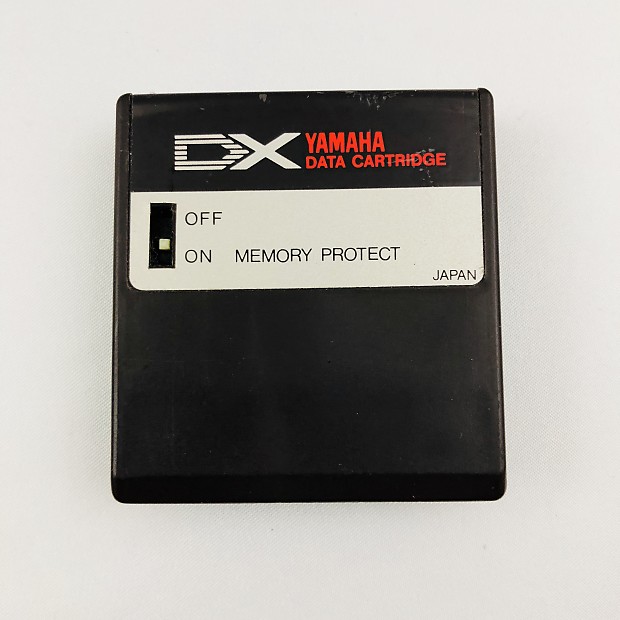 DX YAMAHA
DATA CARTRIDGE
OFF
ON MEMORY PROTECT
JAPAN